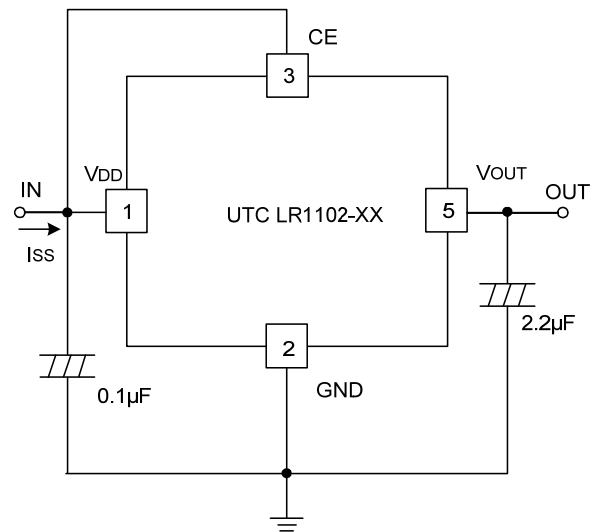 CE
3
VDD
VOUT
IN
OUT
1
UTC LR1102-XX
5
ISS
2
2.2µF
0.1µF
GND